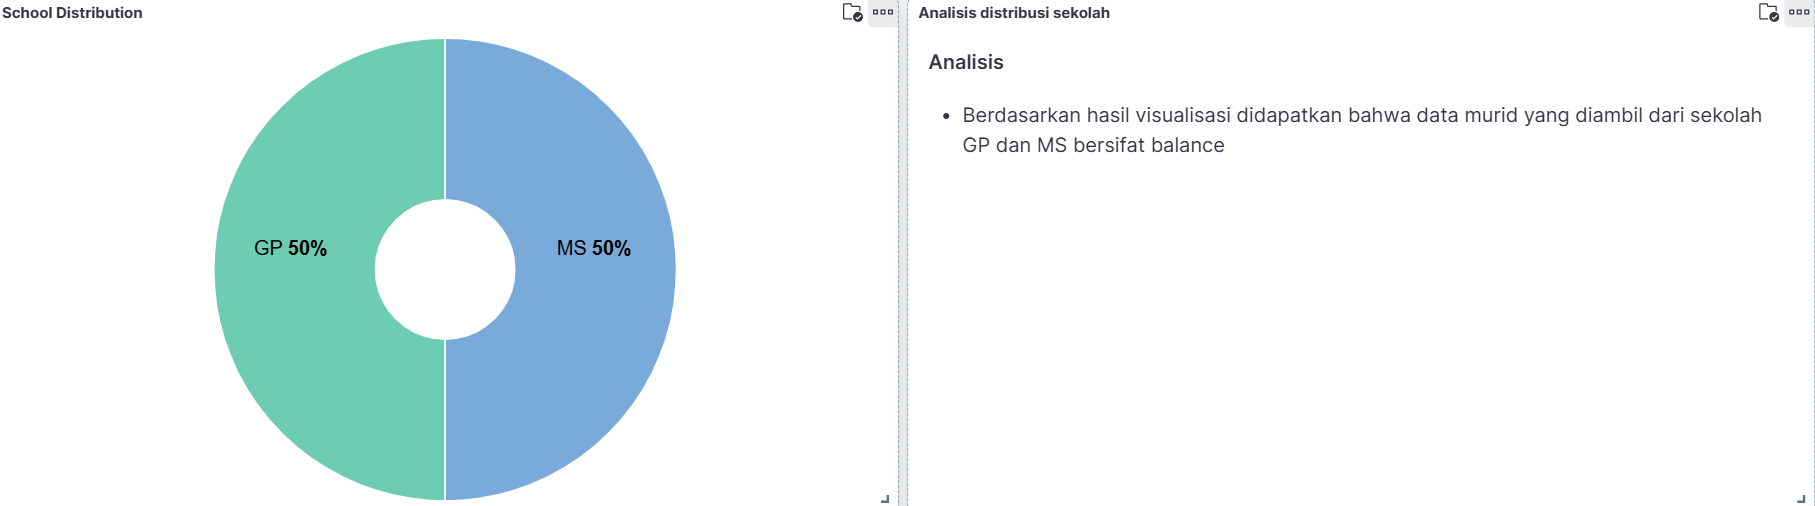 School Distribution
GP 50%
MS 50%
Analisis distribusi sekolah
Analisis
Berdasarkan hasil visualisasi didapatkan bahwa data murid yang diambil dari sekolah
GP dan MS bersifat balance